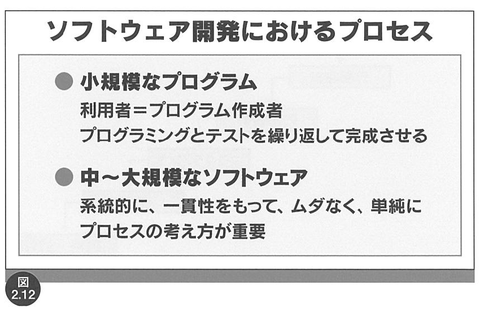 ソフトウェア開発におけるプロセス
● 小規模なプログラム
利用者＝プログラム作成者
プログラミングとテストを繰り返して完成させる
● 中～大規模なソフトウェア
系統的に、一貫性をもって、ムダなく、単純に
プロセスの考え方が重要
図
2.12